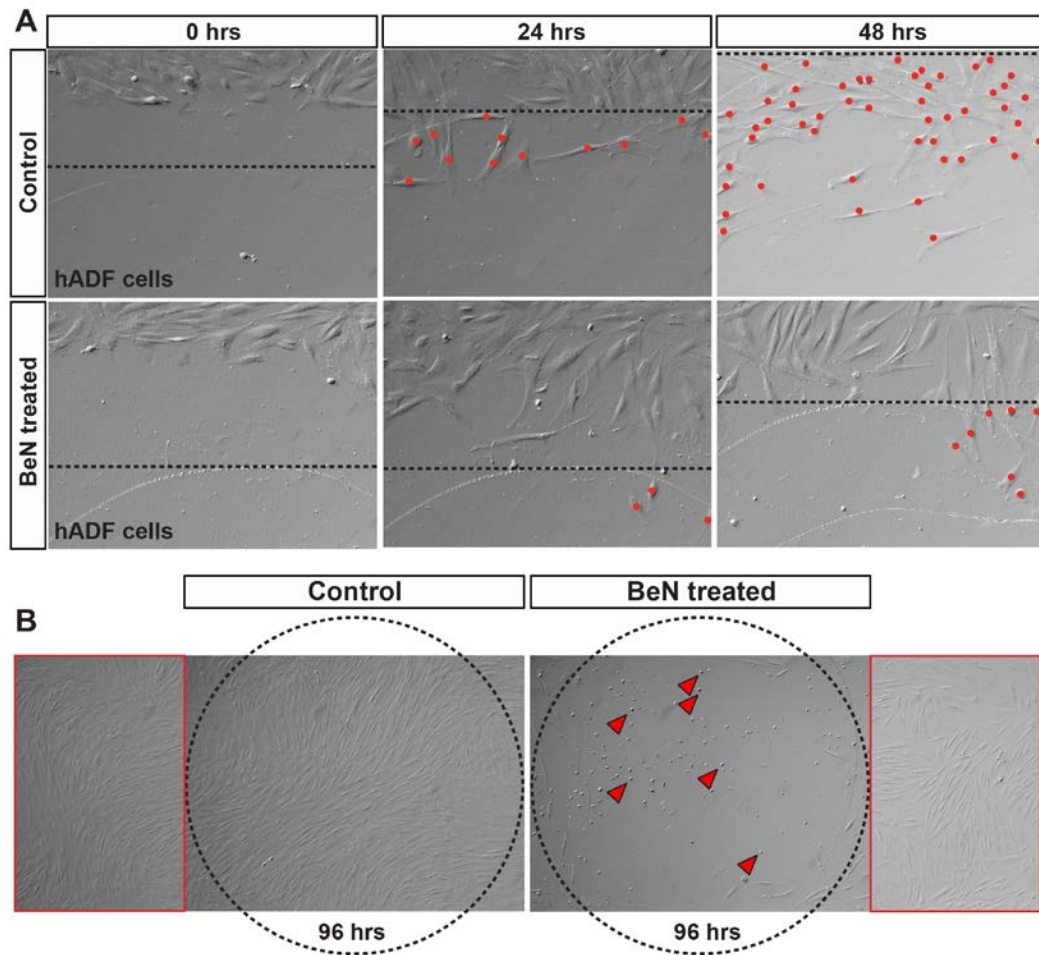 A
0 hrs
24 hrs
48 hrs
Control
hADF cells
BeN treated
hADF cells
B
Control
BeN treated
96 hrs
96 hrs